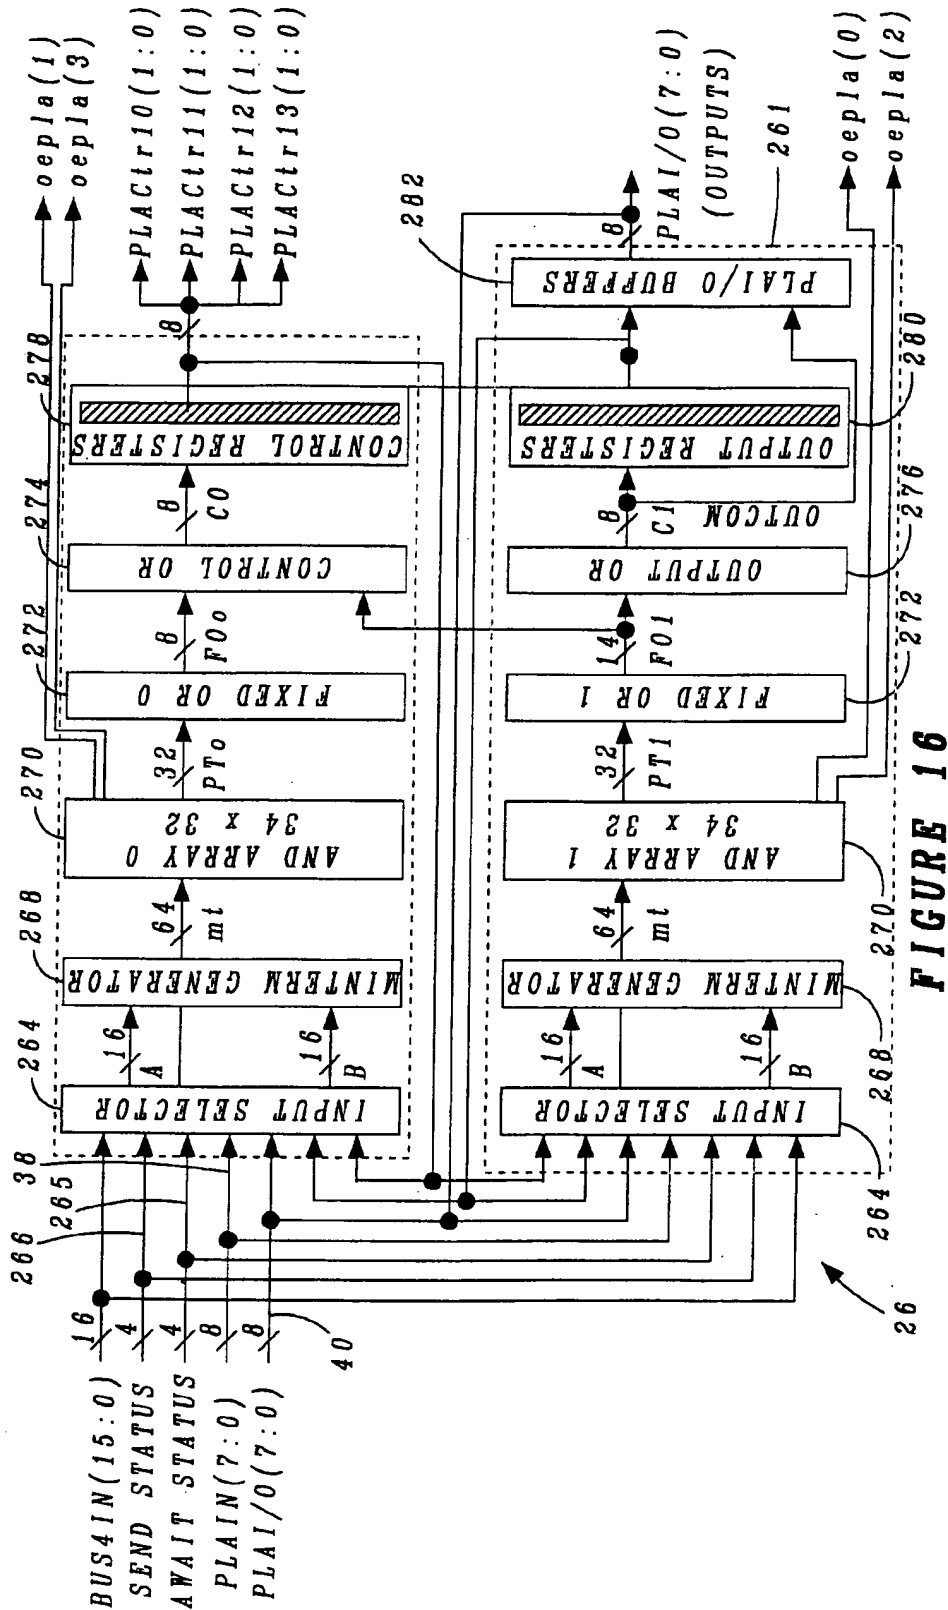 BUS4IN(15:0)
SEND STATUS
AWAIT STATUS
PLAIN(7:0)
PLAI/O(7:0)
16
4
4
8
8
40
266
265
38
264
INPUT SELECTOR
16
A
16
B
268
MINTERM GENERATOR
64
mt
270
AND ARRAY 0
34 x 32
32
PTo
272
FIXED OR 0
8
FOo
274
CONTROL OR
8
CO
278
CONTROL REGISTERS
8
oepla(1)
oepla(3)
PLACtr10(1:0)
PLACtr11(1:0)
PLACtr12(1:0)
PLACtr13(1:0)
INPUT SELECTOR
264
16
A
16
B
MINTERM GENERATOR
268
64
mt
AND ARRAY 1
34 x 32
270
32
PT1
FIXED OR 1
272
14
FO1
OUTPUT OR
276
8
C1
OUTCOM
OUTPUT REGISTERS
280
282
PLAI/O BUFFERS
8
PLAI/O(7:0)
(OUTPUTS)
261
oepla(0)
oepla(2)
26
FIGURE 16